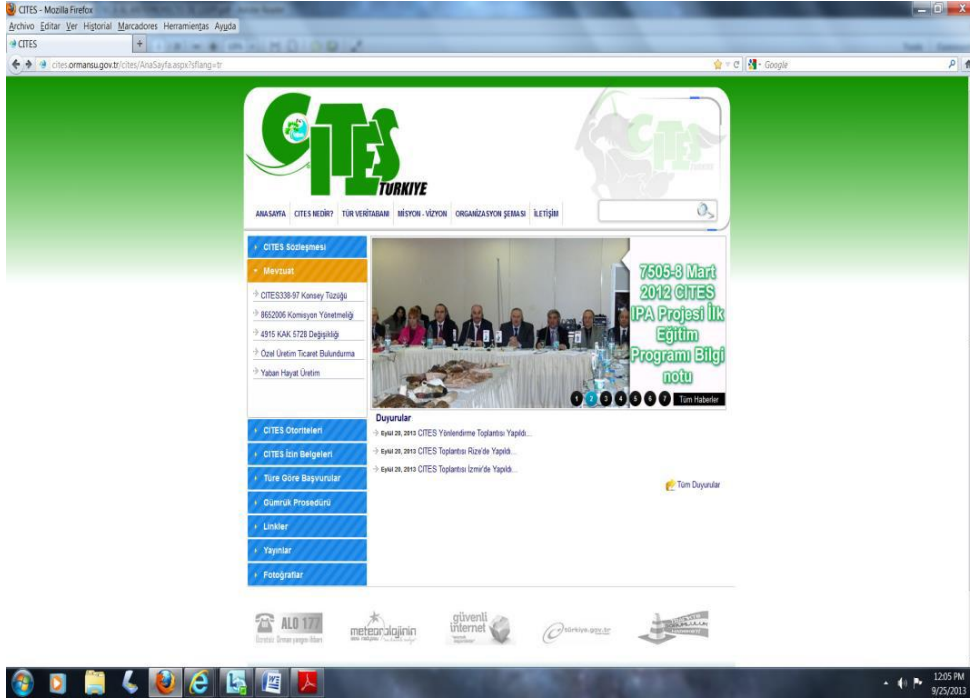 CITES - Mozilla Firefox
Archivo Editar Ver Historial Marcadores Herramientas Ayuda
CITES
cites.ormansu.gov.tr/cites/AnaSayfa.aspx?sflang=tr
Google
CITES
TURKIYE
CITES
ANASAYFA CITES NEDİR? TÜR VERİTABANI MİSYON - VİZYON ORGANİZASYON ŞEMASI İLETİŞİM
CITES Sözleşmesi
Mevzuat
CITES338-97 Konsey Tüzüğü
8652006 Komisyon Yönetmeliği
4915 KAK 5728 Değişikliği
Özel Üretim Ticaret Bulundurma
Yaban Hayat Üretim
7505-8 Mart
2012 CITES
IPA Projesi İlk
Eğitim
Programı Bilgi
notu
1 2 3 4 5 6 7 Tüm Haberler
Duyurular
Eylül 20, 2013 CITES Yönlendirme Toplantısı Yapıldı...
Eylül 20, 2013 CITES Toplantısı Rize'de Yapıldı...
Eylül 20, 2013 CITES Toplantısı İzmir'de Yapıldı...
Tüm Duyurular
CITES Otoriteleri
CITES İzin Belgeleri
Türe Göre Başvurular
Gümrük Prosedürü
Linkler
Yayınlar
Fotoğraflar
ALO 177
Ücretsiz Orman yangın ihbarı
meteorolojinin
güvenli
internet
türkiye.gov.tr
12:05 PM
9/25/2013